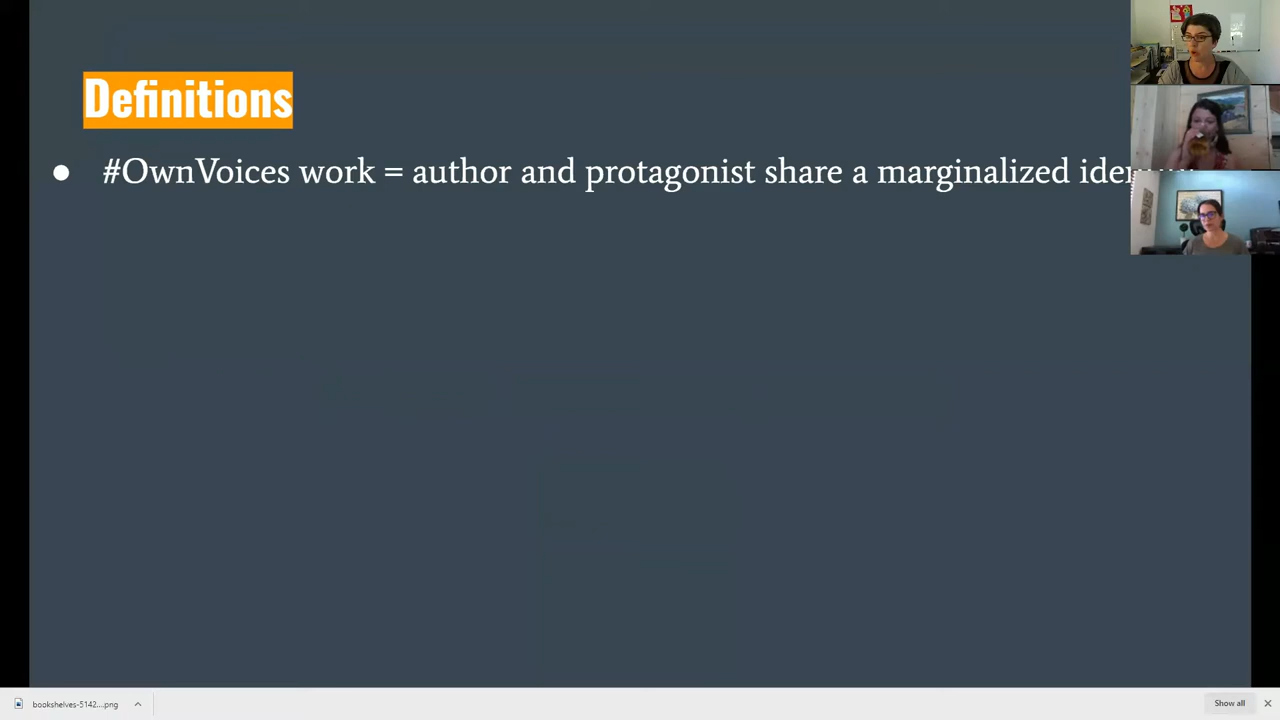 Definitions
● #OwnVoices work = author and protagonist share a marginalized
bookshelves-5142....png
Show all